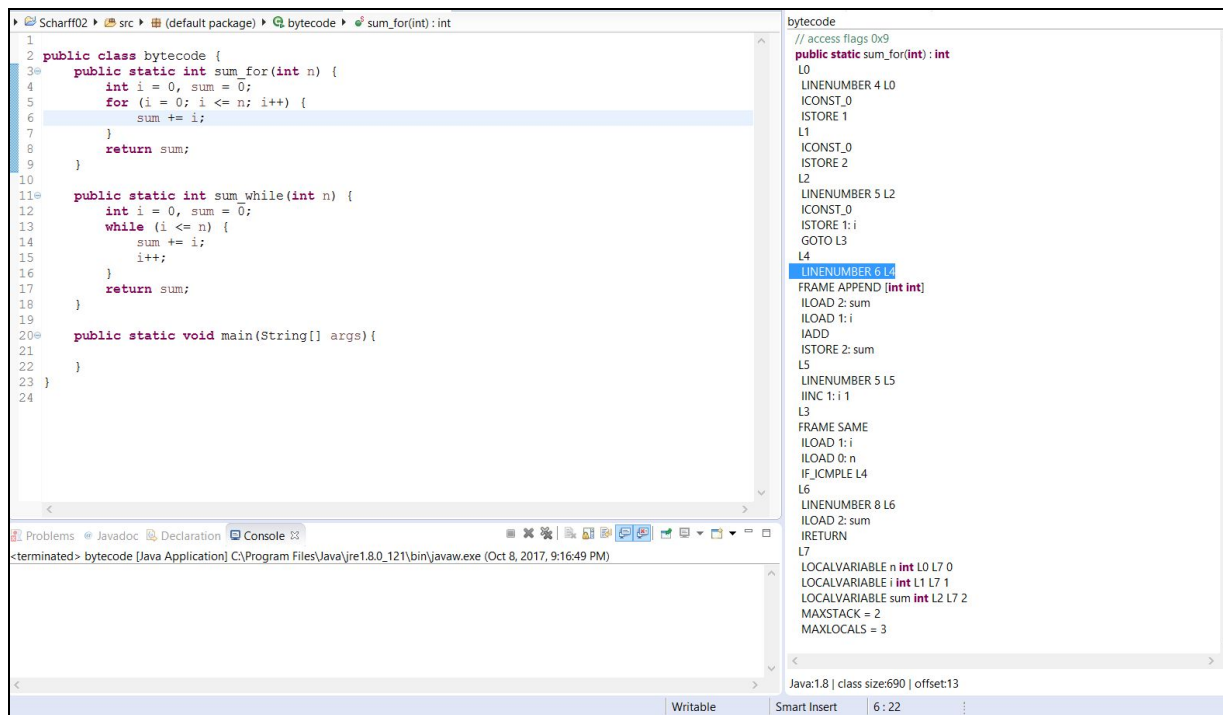 Scharff02 ▸ src ▸ (default package) ▸ bytecode ▸ sum_for(int) : int
1
2 public class bytecode {
3 public static int sum_for(int n) {
4 int i = 0, sum = 0;
5 for (i = 0; i <= n; i++) {
6 sum += i;
7 }
8 return sum;
9 }
10
11 public static int sum_while(int n) {
12 int i = 0, sum = 0;
13 while (i <= n) {
14 sum += i;
15 i++;
16 }
17 return sum;
18 }
19
20 public static void main(String[] args){
21
22 }
23 }
24
Problems Javadoc Declaration Console
<terminated> bytecode [Java Application] C:\Program Files\Java\jre1.8.0_121\bin\javaw.exe (Oct 8, 2017, 9:16:49 PM)
bytecode
// access flags 0x9
public static sum_for(int) : int
L0
LINENUMBER 4 L0
ICONST_0
ISTORE 1
L1
ICONST_0
ISTORE 2
L2
LINENUMBER 5 L2
ICONST_0
ISTORE 1: i
GOTO L3
L4
LINENUMBER 6 L4
FRAME APPEND [int int]
ILOAD 2: sum
ILOAD 1: i
IADD
ISTORE 2: sum
L5
LINENUMBER 5 L5
IINC 1: i 1
L3
FRAME SAME
ILOAD 1: i
ILOAD 0: n
IF_ICMPLE L4
L6
LINENUMBER 8 L6
ILOAD 2: sum
IRETURN
L7
LOCALVARIABLE n int L0 L7 0
LOCALVARIABLE i int L1 L7 1
LOCALVARIABLE sum int L2 L7 2
MAXSTACK = 2
MAXLOCALS = 3
Java:1.8 | class size:690 | offset:13
Writable Smart Insert 6 : 22